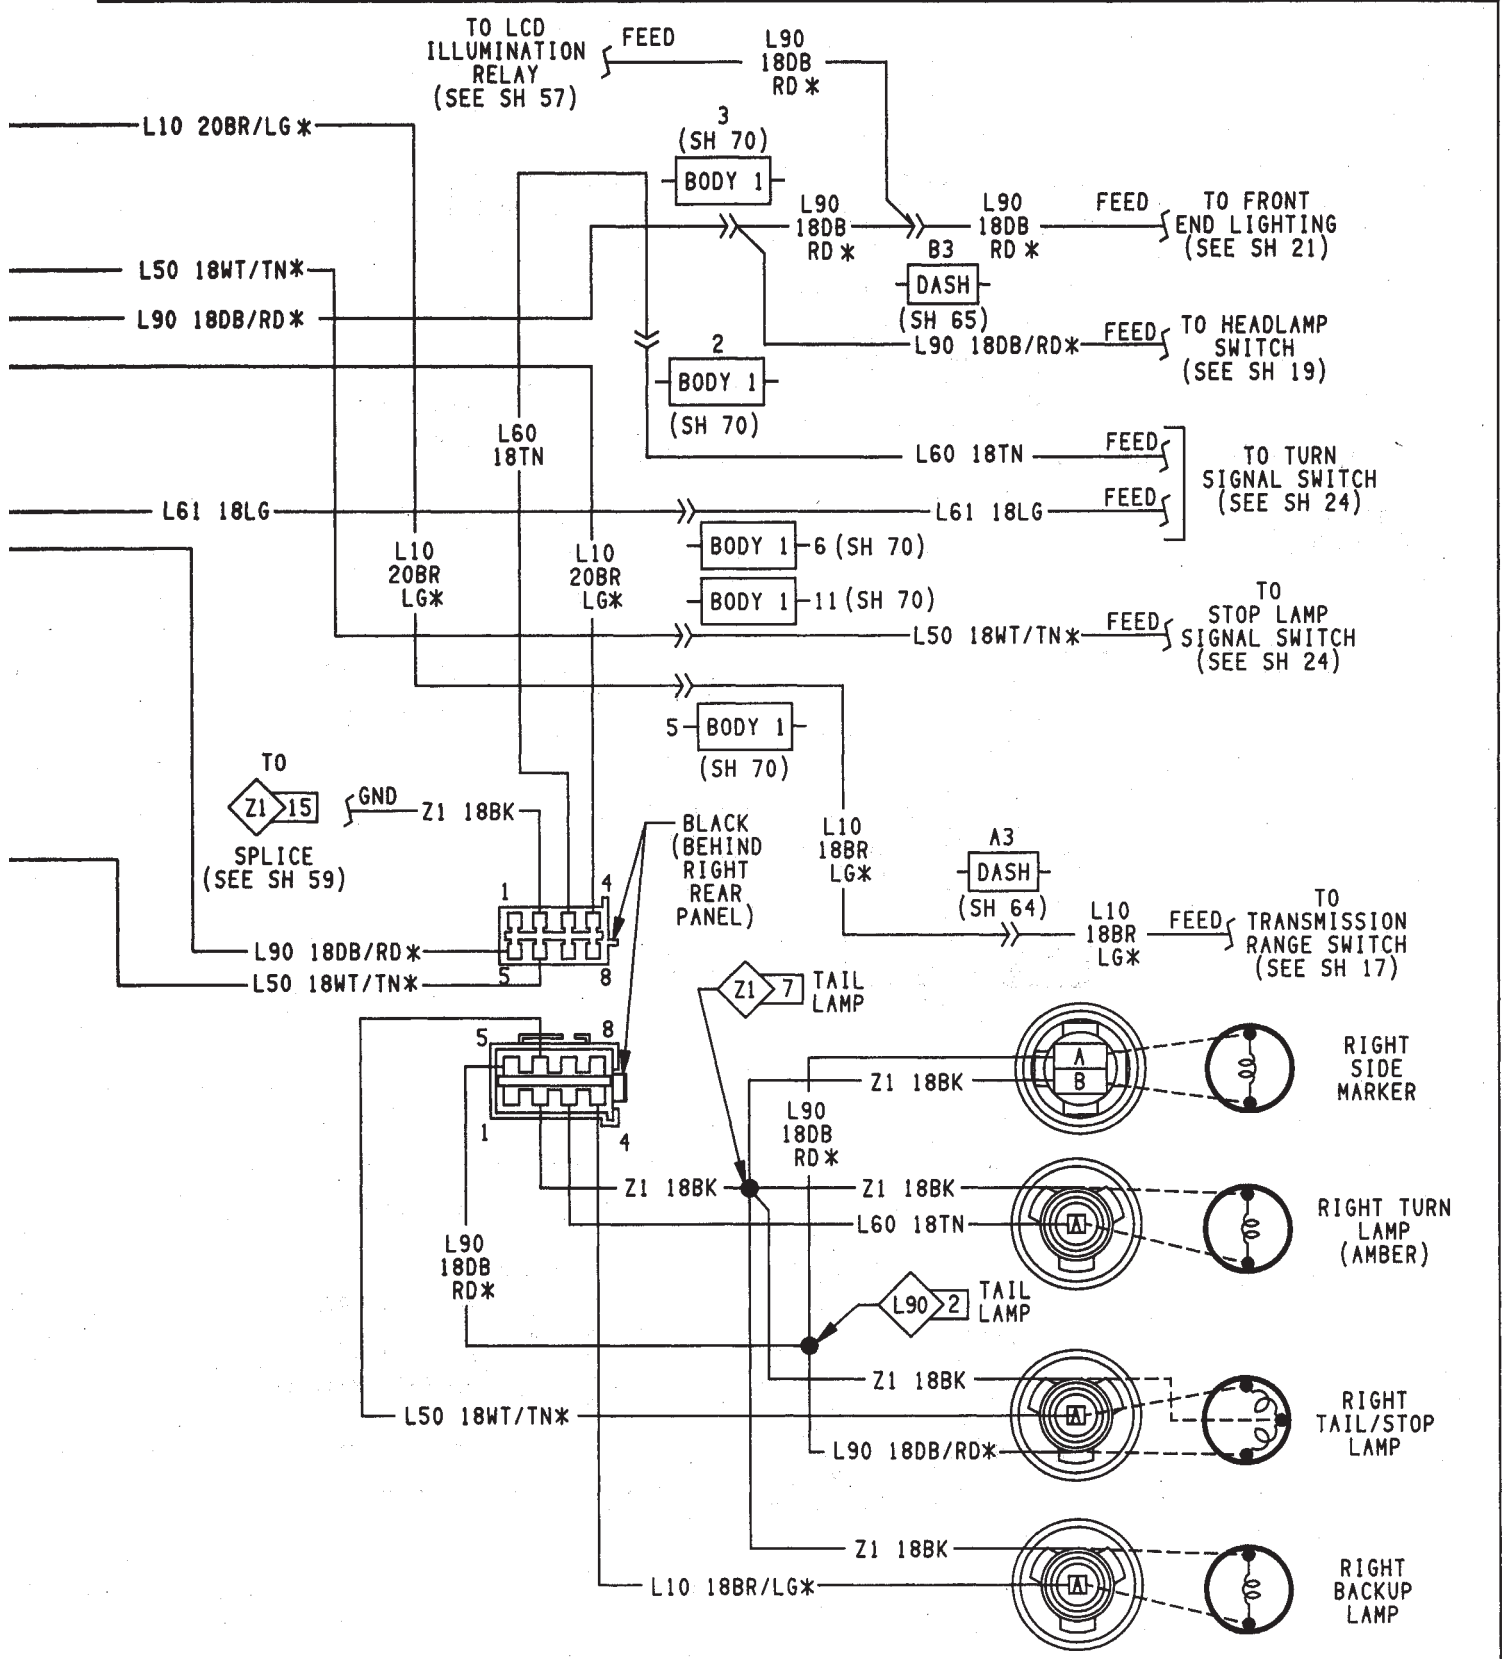 TO LCD
ILLUMINATION
RELAY
(SEE SH 57)
FEED
L90
18DB
RD *
L10 20BR/LG *
3
(SH 70)
BODY 1
L90
18DB
RD *
L90
18DB
RD *
FEED
TO FRONT
END LIGHTING
(SEE SH 21)
B3
DASH
(SH 65)
L50 18WT/TN*
L90 18DB/RD*
L90 18DB/RD*
FEED
TO HEADLAMP
SWITCH
(SEE SH 19)
2
BODY 1
(SH 70)
L60
18TN
L60 18TN
FEED
TO TURN
SIGNAL SWITCH
(SEE SH 24)
L61 18LG
L61 18LG
FEED
BODY 1
6 (SH 70)
L10
20BR
LG*
L10
20BR
LG*
BODY 1
11 (SH 70)
L50 18WT/TN*
FEED
TO
STOP LAMP
SIGNAL SWITCH
(SEE SH 24)
5
BODY 1
(SH 70)
TO
Z1
15
SPLICE
(SEE SH 59)
GND
Z1 18BK
BLACK
(BEHIND
RIGHT
REAR
PANEL)
L10
18BR
LG*
A3
DASH
(SH 64)
L10
18BR
LG*
FEED
TO
TRANSMISSION
RANGE SWITCH
(SEE SH 17)
1
4
L90 18DB/RD*
5
8
L50 18WT/TN*
Z1
7
TAIL
LAMP
5
8
1
4
A
B
Z1 18BK
RIGHT
SIDE
MARKER
L90
18DB
RD *
Z1 18BK
Z1 18BK
L60 18TN
A
RIGHT TURN
LAMP
(AMBER)
L90
18DB
RD*
L90
2
TAIL
LAMP
Z1 18BK
L50 18WT/TN*
A
L90 18DB/RD*
RIGHT
TAIL/STOP
LAMP
Z1 18BK
L10 18BR/LG*
A
RIGHT
BACKUP
LAMP